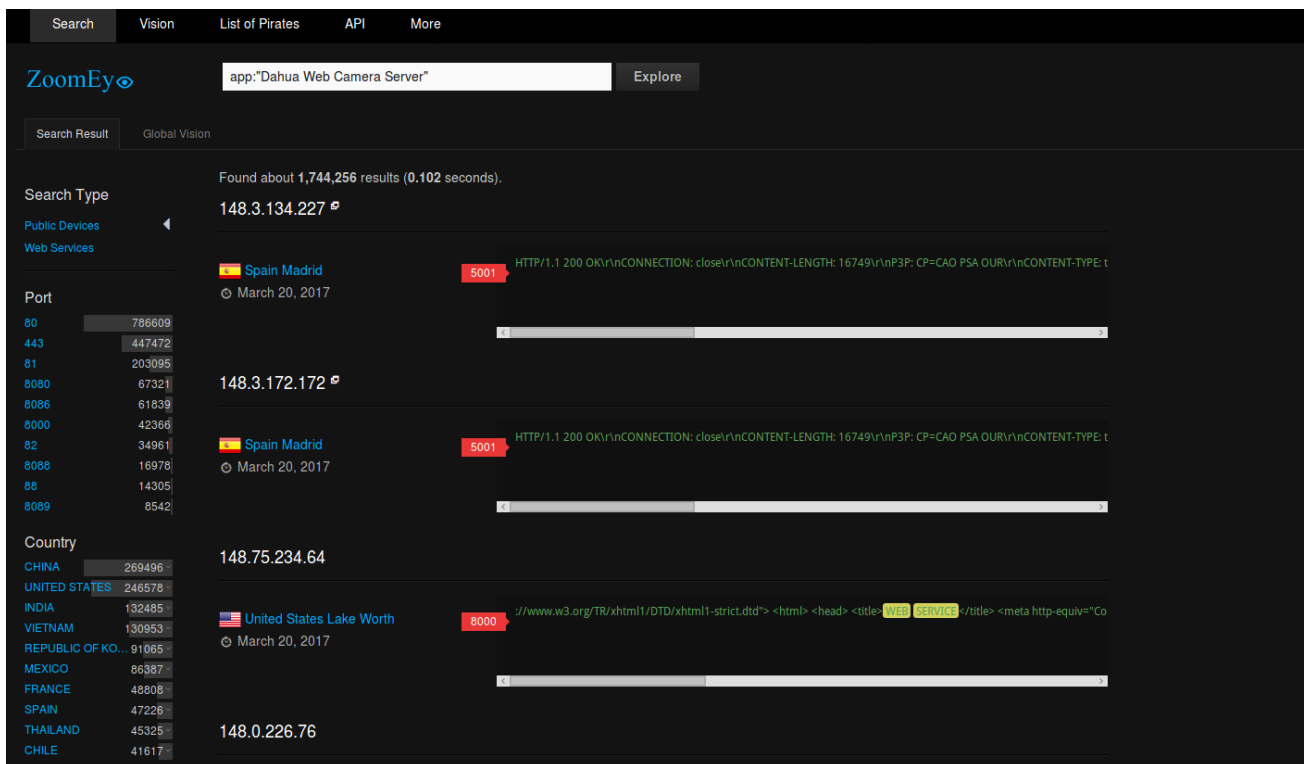 Search Vision List of Pirates API More
ZoomEy
app:"Dahua Web Camera Server" Explore
Search Result Global Vision
Found about 1,744,256 results (0.102 seconds).
Search Type
Public Devices
Web Services
Port
80 786609
443 447472
81 203095
8080 67321
8086 61839
8000 42366
82 34961
8088 16978
88 14305
8089 8542
Country
CHINA 269496
UNITED STATES 246578
INDIA 132485
VIETNAM 130953
REPUBLIC OF KO... 91065
MEXICO 86387
FRANCE 48808
SPAIN 47226
THAILAND 45325
CHILE 41617
148.3.134.227
Spain Madrid
March 20, 2017
5001
HTTP/1.1 200 OK\r\nCONNECTION: close\r\nCONTENT-LENGTH: 16749\r\nP3P: CP=CAO PSA OUR\r\nCONTENT-TYPE: t
148.3.172.172
Spain Madrid
March 20, 2017
5001
HTTP/1.1 200 OK\r\nCONNECTION: close\r\nCONTENT-LENGTH: 16749\r\nP3P: CP=CAO PSA OUR\r\nCONTENT-TYPE: t
148.75.234.64
United States Lake Worth
March 20, 2017
8000
://www.w3.org/TR/xhtml1/DTD/xhtml1-strict.dtd"> <html> <head> <title>WEB SERVICE</title> <meta http-equiv="Co
148.0.226.76